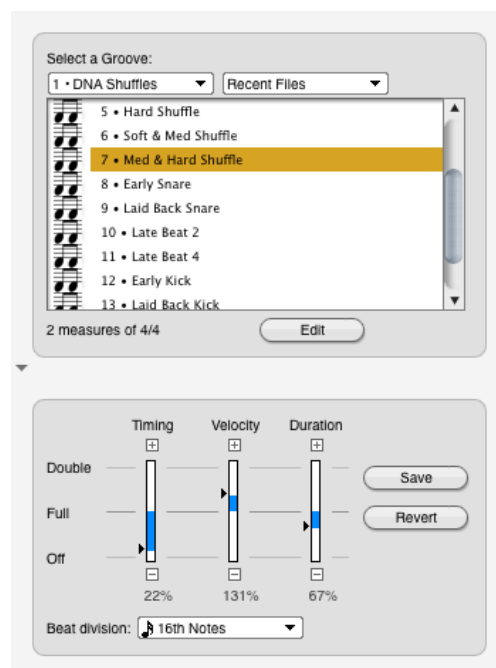 Select a Groove:
1 • DNA Shuffles Recent Files
5 • Hard Shuffle
6 • Soft & Med Shuffle
7 • Med & Hard Shuffle
8 • Early Snare
9 • Laid Back Snare
10 • Late Beat 2
11 • Late Beat 4
12 • Early Kick
13 • Laid Back Kick
2 measures of 4/4 Edit
Timing Velocity Duration
Double
Save
Full
Revert
Off
22% 131% 67%
Beat division: 16th Notes